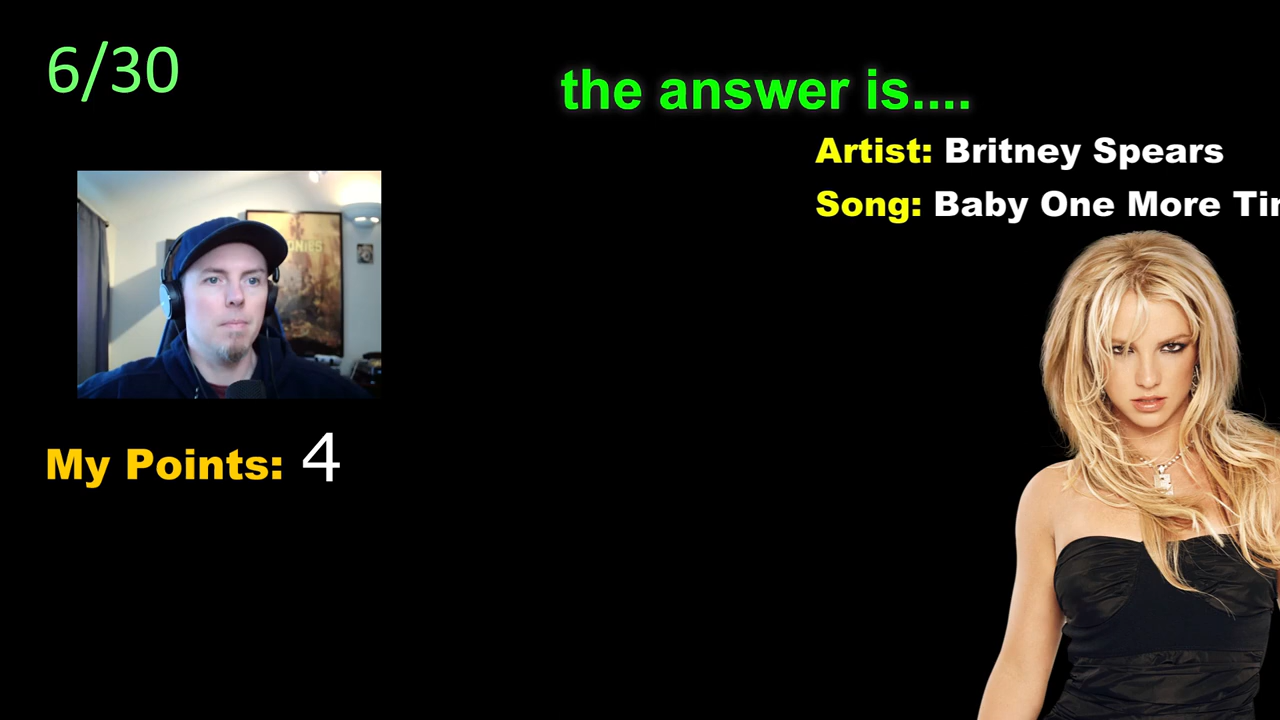 6/30
the answer is....
Artist: Britney Spears
Song: Baby One More
My Points: 4